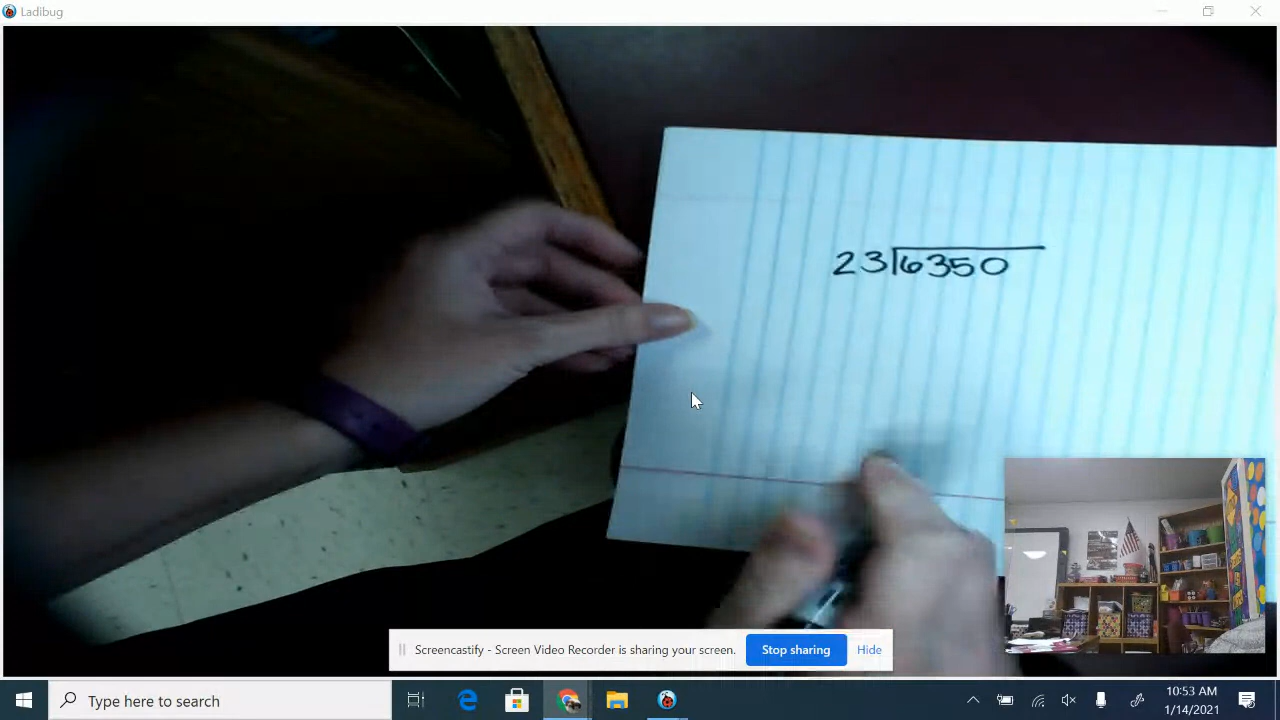 Ladibug
23 6350
Screencastify - Screen Video Recorder is sharing your screen.
Stop sharing
Hide
Type here to search
10:53 AM
1/14/2021